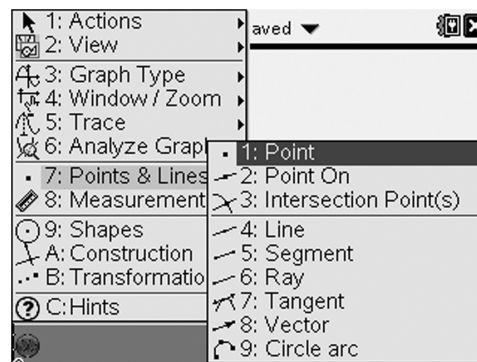 1: Actions
2: View
3: Graph Type
4: Window / Zoom
5: Trace
6: Analyze Grap
7: Points & Lines
8: Measurement
9: Shapes
A: Construction
B: Transformatio
C: Hints
aved
1: Point
2: Point On
3: Intersection Point(s)
4: Line
5: Segment
6: Ray
7: Tangent
8: Vector
9: Circle arc